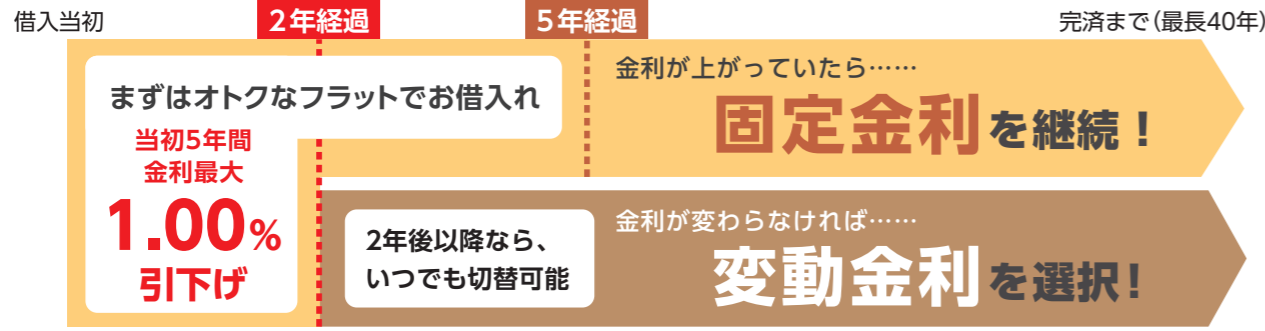 借入当初
2年経過
5年経過
完済まで（最長40年）
まずはオトクなフラットでお借入れ
当初5年間
金利最大
1.00%
引下げ
金利が上がっていたら……
固定金利を継続！
2年後以降なら、
いつでも切替可能
金利が変わらなければ……
変動金利を選択！